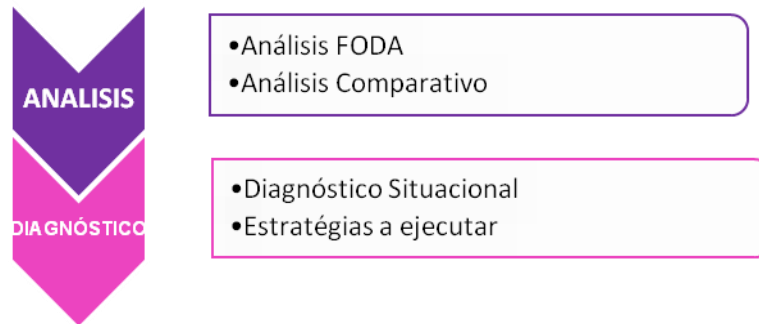 ANALISIS
•Análisis FODA
•Análisis Comparativo
DIAGNÓSTICO
•Diagnóstico Situacional
•Estratégias a ejecutar